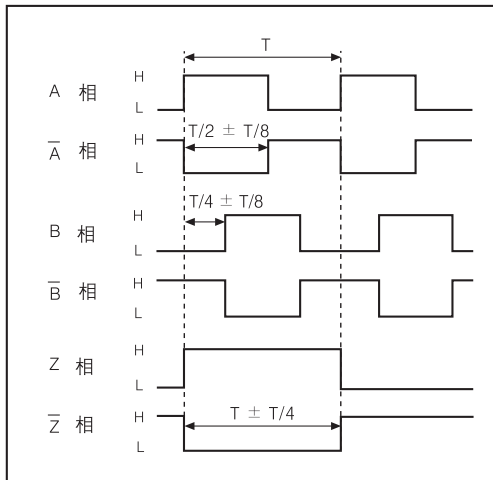 T
A 相 H
L
T/2 ± T/8
A̅ 相 H
L
T/4 ± T/8
B 相 H
L
B̅ 相 H
L
Z 相 H
L
T ± T/4
Z̅ 相 H
L